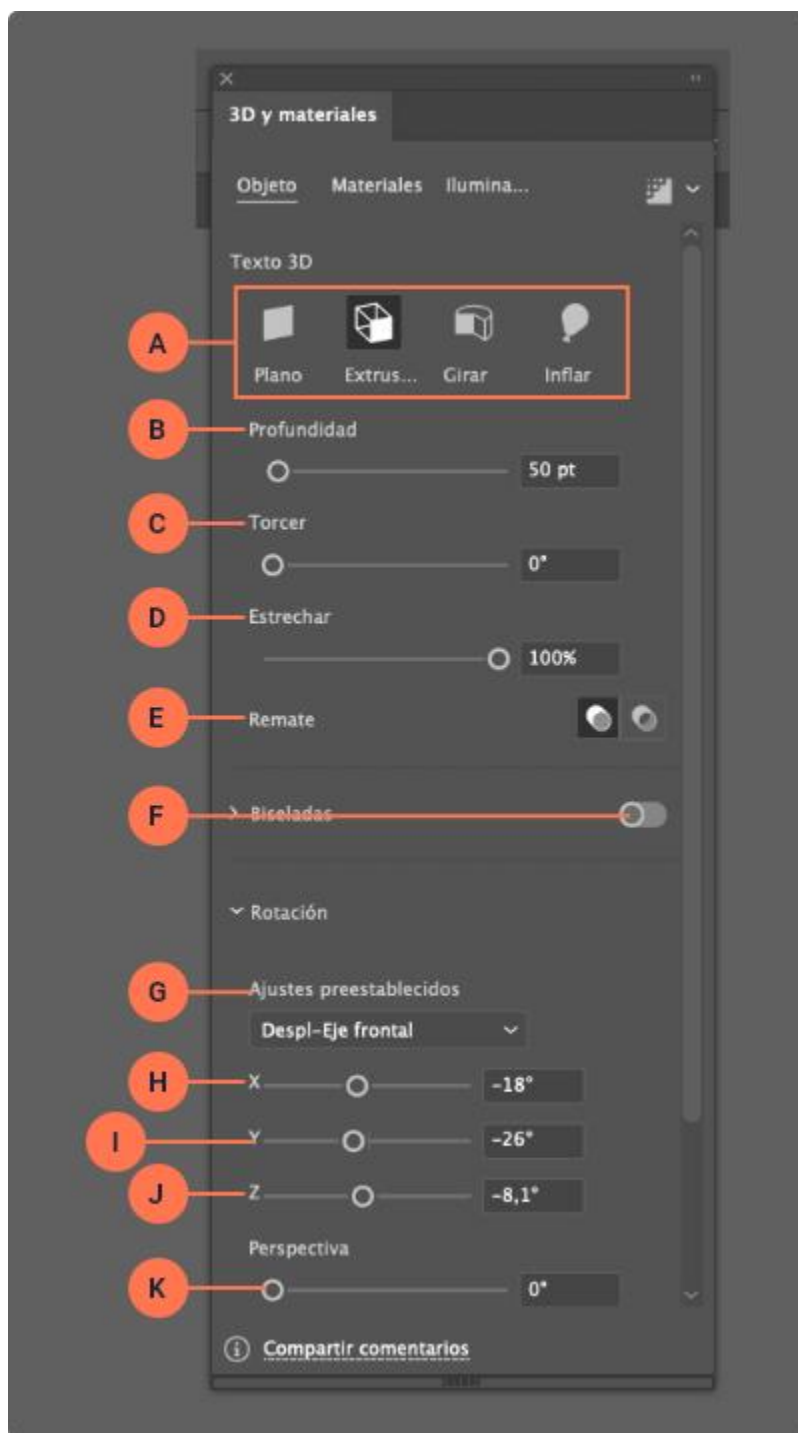 3D y materiales
Objeto Materiales Ilumina...
Texto 3D
A
Plano Extrus... Girar Inflar
B Profundidad
50 pt
C Torcer
0°
D Estrechar
100%
E Remate
F Biseladas
Rotación
G Ajustes preestablecidos
Despl-Eje frontal
H X -18°
I Y -26°
J Z -8,1°
Perspectiva
K 0°
Compartir comentarios